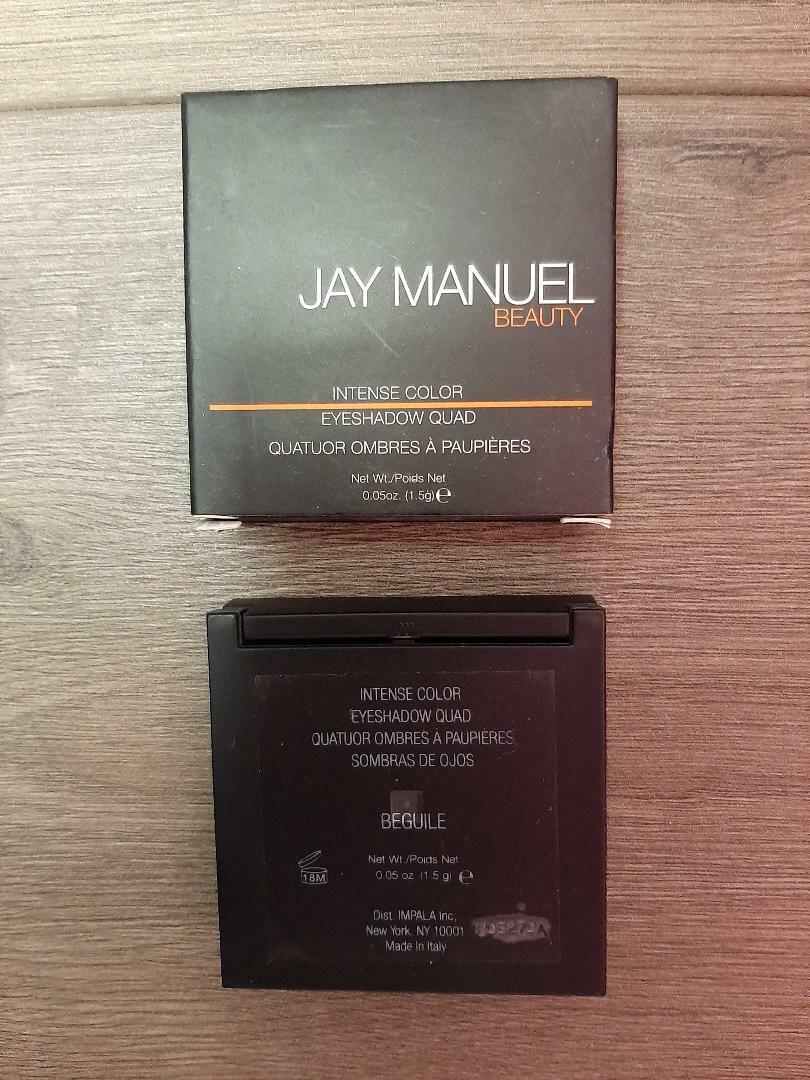 JAY MANUEL
BEAUTY
INTENSE COLOR
EYESHADOW QUAD
QUATUOR OMBRES À PAUPIÈRES
Net Wt./Poids Net
0.05oz. (1.5g) ℮
INTENSE COLOR
EYESHADOW QUAD
QUATUOR OMBRES À PAUPIÈRES
SOMBRAS DE OJOS
BEGUILE
Net Wt./Poids Net
18M
0.05 oz (1.5 g) ℮
Dist. IMPALA Inc,
New York, NY 10001
Made in Italy